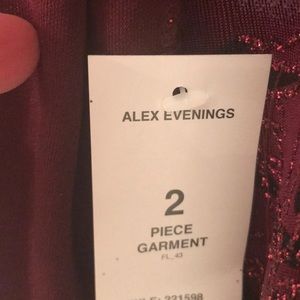 ALEX EVENINGS
2
PIECE
GARMENT
FL_43
221598